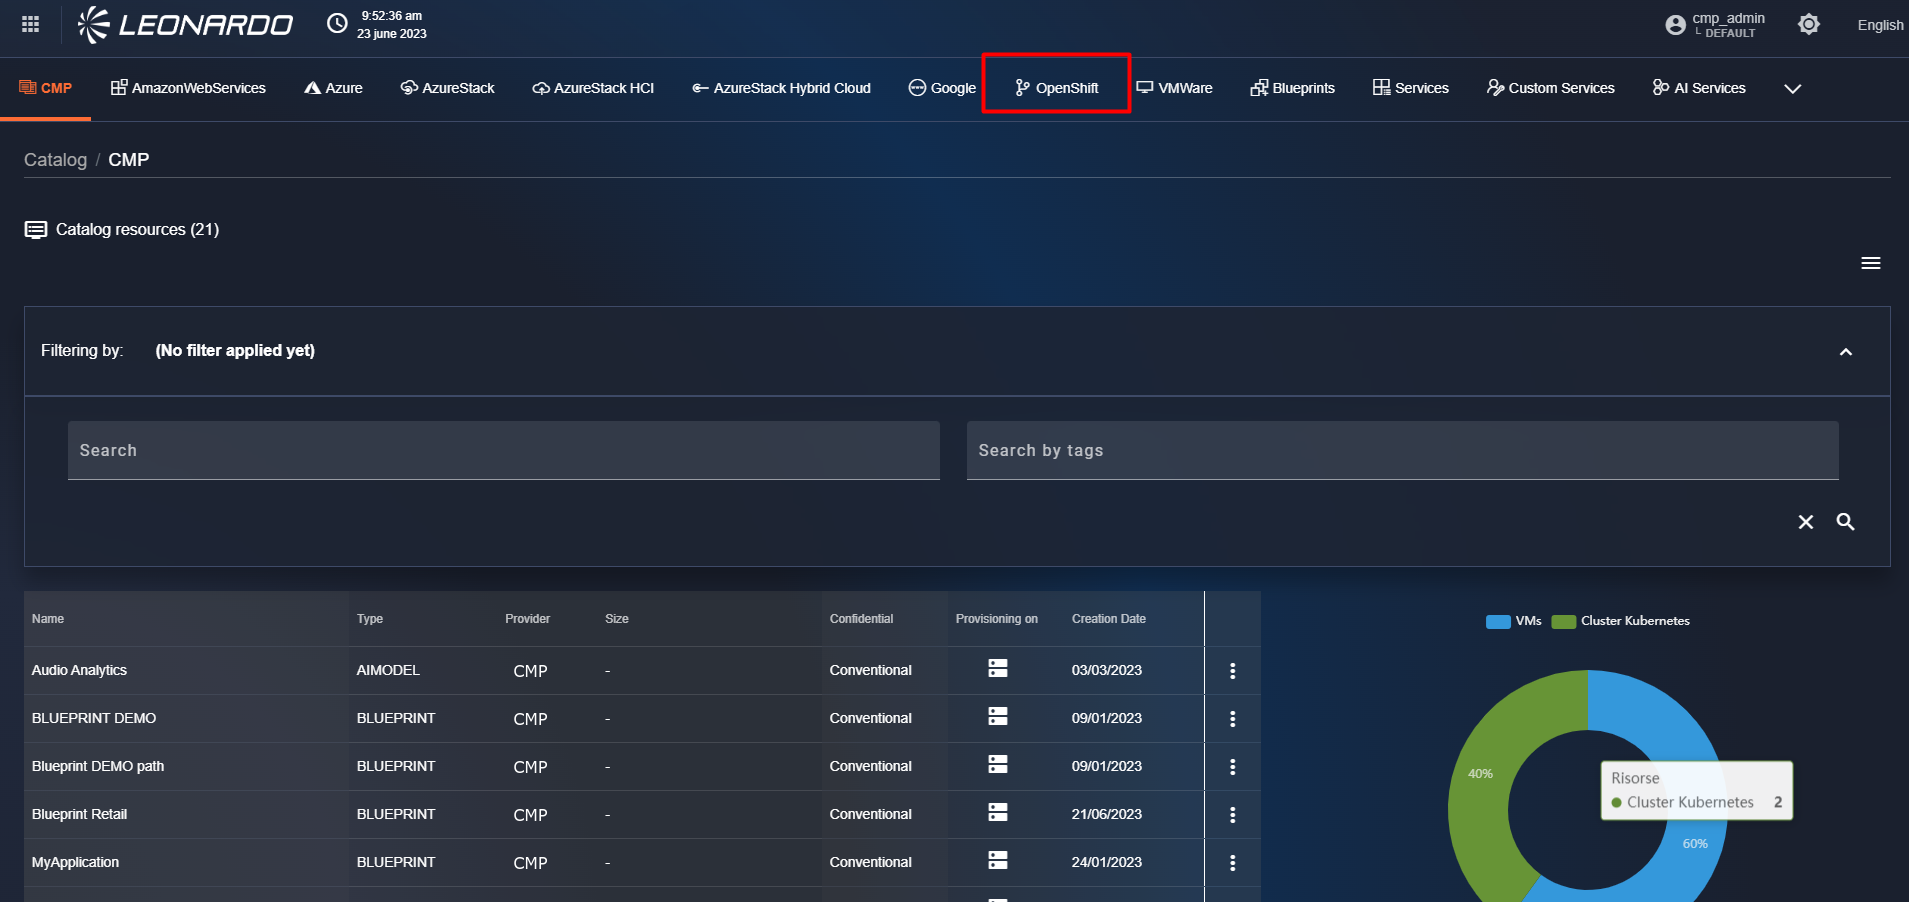 LEONARDO
9:52:36 am
23 june 2023
cmp_admin
└ DEFAULT
English
CMP
AmazonWebServices
Azure
AzureStack
AzureStack HCI
AzureStack Hybrid Cloud
Google
OpenShift
VMWare
Blueprints
Services
Custom Services
AI Services
Catalog / CMP
Catalog resources (21)
Filtering by: (No filter applied yet)
Search
Search by tags
Name Type Provider Size Confidential Provisioning on Creation Date
Audio Analytics AIMODEL CMP - Conventional 03/03/2023
BLUEPRINT DEMO BLUEPRINT CMP - Conventional 09/01/2023
Blueprint DEMO path BLUEPRINT CMP - Conventional 09/01/2023
Blueprint Retail BLUEPRINT CMP - Conventional 21/06/2023
MyApplication BLUEPRINT CMP - Conventional 24/01/2023
VMs Cluster Kubernetes
40%
Risorse
Cluster Kubernetes 2
60%